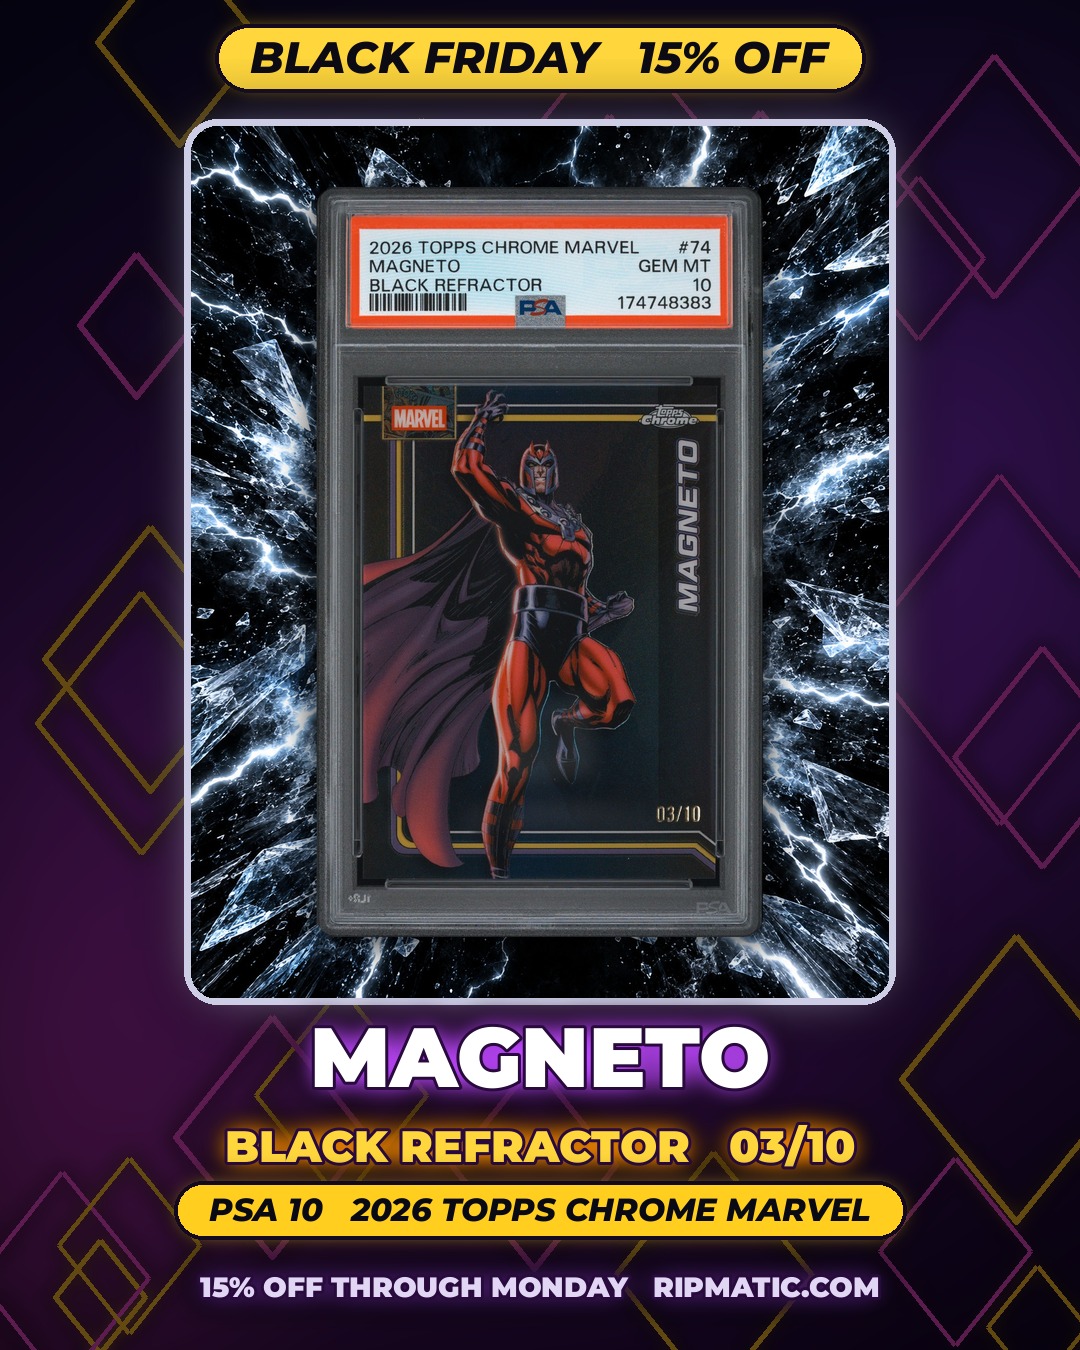 BLACK FRIDAY 15% OFF
2026 TOPPS CHROME MARVEL #74
MAGNETO GEM MT
BLACK REFRACTOR 10
PSA 174748383
MARVEL
Topps Chrome
MAGNETO
03/10
PSA
MAGNETO
BLACK REFRACTOR 03/10
PSA 10 2026 TOPPS CHROME MARVEL
15% OFF THROUGH MONDAY RIPMATIC.COM